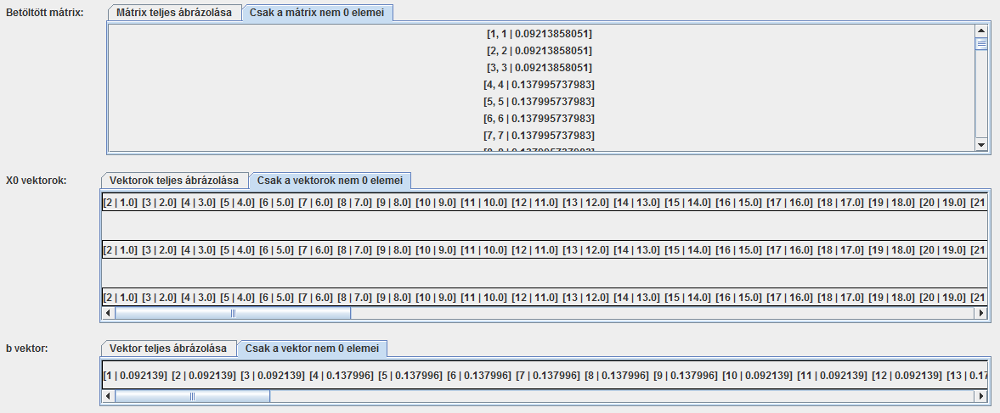 Betöltött mátrix:
Mátrix teljes ábrázolása
Csak a mátrix nem 0 elemei
[1, 1 | 0.09213858051]
[2, 2 | 0.09213858051]
[3, 3 | 0.09213858051]
[4, 4 | 0.137995737983]
[5, 5 | 0.137995737983]
[6, 6 | 0.137995737983]
[7, 7 | 0.137995737983]
[8, 8 | 0.137995737983]
X0 vektorok:
Vektorok teljes ábrázolása
Csak a vektorok nem 0 elemei
[2 | 1.0] [3 | 2.0] [4 | 3.0] [5 | 4.0] [6 | 5.0] [7 | 6.0] [8 | 7.0] [9 | 8.0] [10 | 9.0] [11 | 10.0] [12 | 11.0] [13 | 12.0] [14 | 13.0] [15 | 14.0] [16 | 15.0] [17 | 16.0] [18 | 17.0] [19 | 18.0] [20 | 19.0] [21
[2 | 1.0] [3 | 2.0] [4 | 3.0] [5 | 4.0] [6 | 5.0] [7 | 6.0] [8 | 7.0] [9 | 8.0] [10 | 9.0] [11 | 10.0] [12 | 11.0] [13 | 12.0] [14 | 13.0] [15 | 14.0] [16 | 15.0] [17 | 16.0] [18 | 17.0] [19 | 18.0] [20 | 19.0] [21
[2 | 1.0] [3 | 2.0] [4 | 3.0] [5 | 4.0] [6 | 5.0] [7 | 6.0] [8 | 7.0] [9 | 8.0] [10 | 9.0] [11 | 10.0] [12 | 11.0] [13 | 12.0] [14 | 13.0] [15 | 14.0] [16 | 15.0] [17 | 16.0] [18 | 17.0] [19 | 18.0] [20 | 19.0] [21
b vektor:
Vektor teljes ábrázolása
Csak a vektor nem 0 elemei
[1 | 0.092139] [2 | 0.092139] [3 | 0.092139] [4 | 0.137996] [5 | 0.137996] [6 | 0.137996] [7 | 0.137996] [8 | 0.137996] [9 | 0.137996] [10 | 0.092139] [11 | 0.092139] [12 | 0.092139] [13 | 0.17